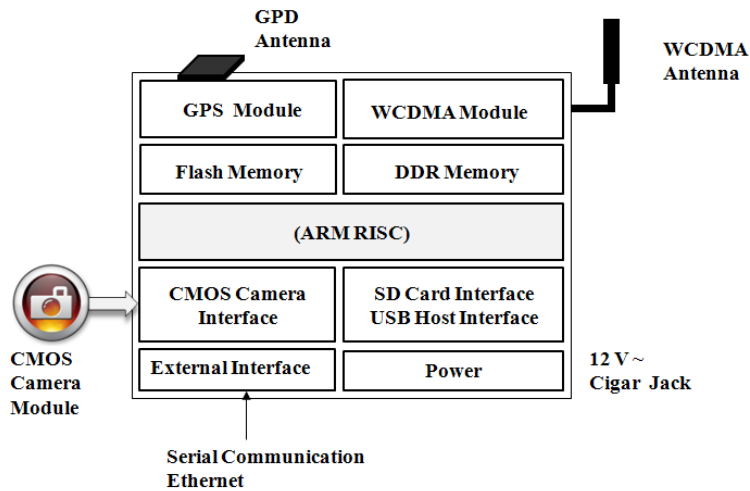 GPD
Antenna
WCDMA
Antenna
GPS Module
WCDMA Module
Flash Memory
DDR Memory
(ARM RISC)
CMOS Camera
Interface
SD Card Interface
USB Host Interface
CMOS
Camera
Module
External Interface
Power
12 V ~
Cigar Jack
Serial Communication
Ethernet